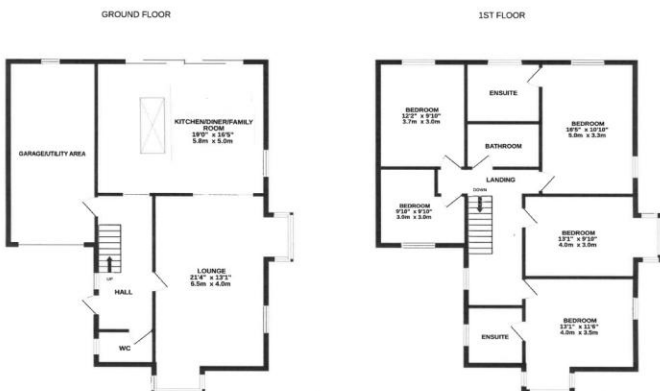 GROUND FLOOR
1ST FLOOR
GARAGE/UTILITY AREA
KITCHEN/DINER/FAMILY
ROOM
19'0" x 16'5"
5.8m x 5.0m
UP
HALL
LOUNGE
21'4" x 13'1"
6.5m x 4.0m
WC
BEDROOM
12'2" x 9'10"
3.7m x 3.0m
ENSUITE
BATHROOM
BEDROOM
16'5" x 10'10"
5.0m x 3.3m
LANDING
DOWN
BEDROOM
9'10" x 9'10"
3.0m x 3.0m
BEDROOM
13'1" x 9'10"
4.0m x 3.0m
ENSUITE
BEDROOM
13'1" x 11'6"
4.0m x 3.5m